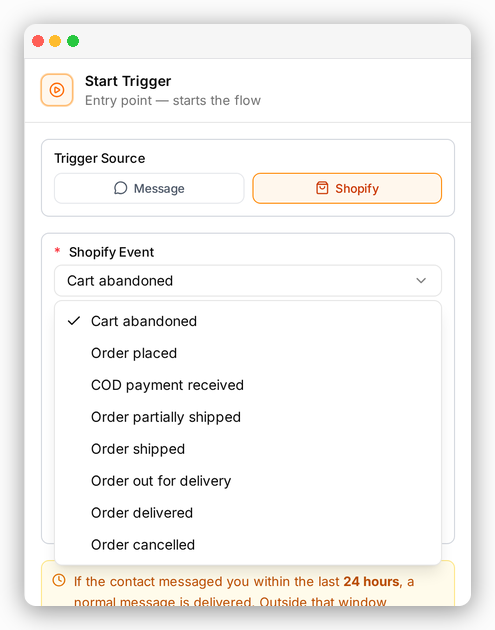 Start Trigger
Entry point — starts the flow
Trigger Source
Message
Shopify
* Shopify Event
Cart abandoned
Cart abandoned
Order placed
COD payment received
Order partially shipped
Order shipped
Order out for delivery
Order delivered
Order cancelled
If the contact messaged you within the last 24 hours, a
normal message is delivered. Outside that window